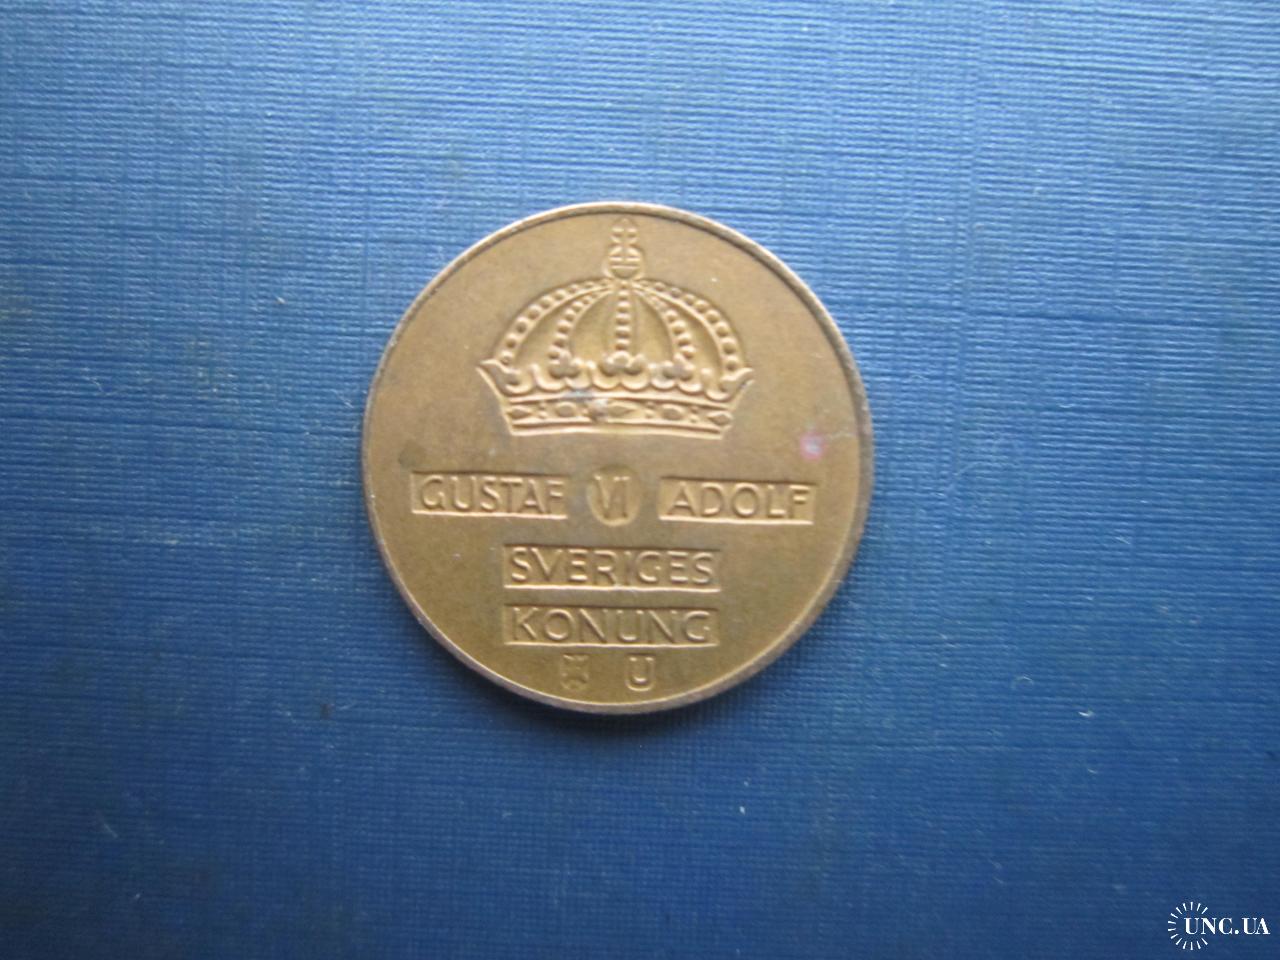 GUSTAF VI ADOLF
SVERIGES
KONUNG
U
UNC.UA